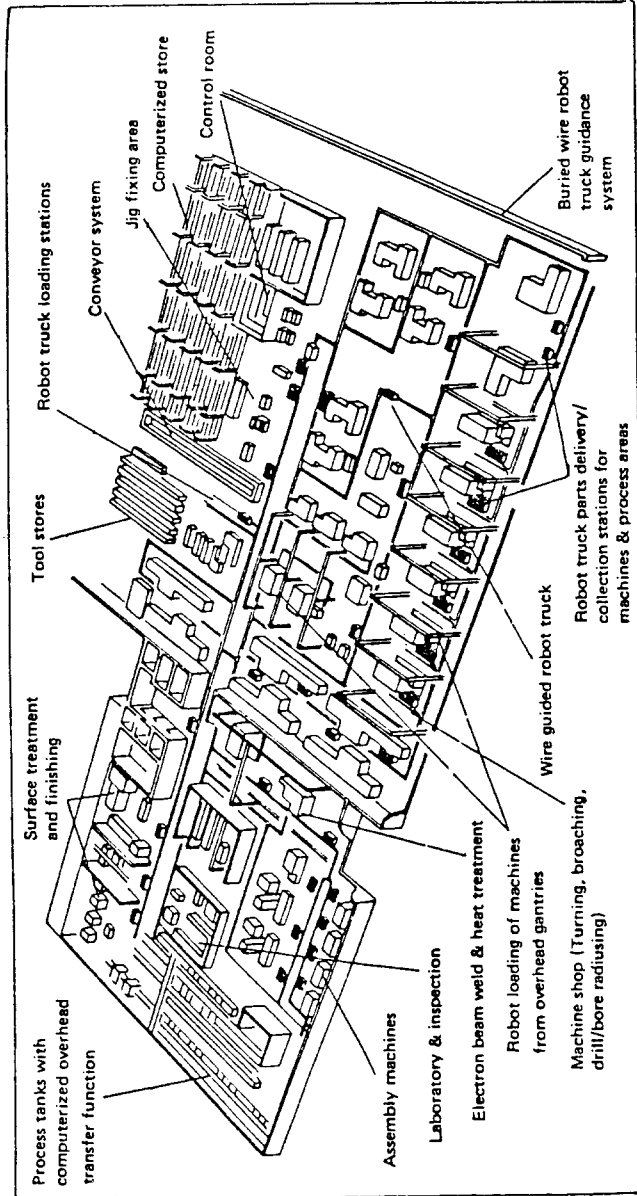 Process tanks with
computerized overhead
transfer function
Surface treatment
and finishing
Tool stores
Robot truck loading stations
Conveyor system
Jig fixing area
Computerized store
Control room
Assembly machines
Laboratory & inspection
Electron beam weld & heat treatment
Robot loading of machines
from overhead gantries
Machine shop (Turning, broaching,
drill/bore radiusing)
Wire guided robot truck
Robot truck parts delivery/
collection stations for
machines & process areas
Buried wire robot
truck guidance
system